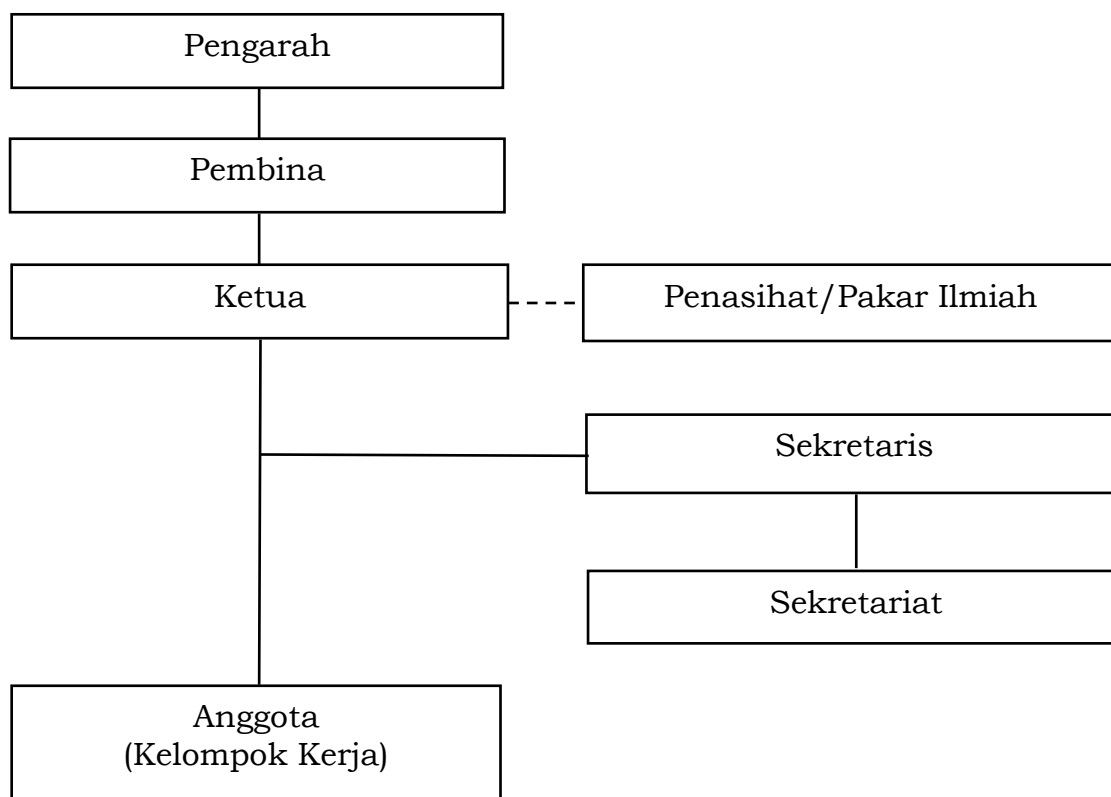 Pengarah
Pembina
Ketua
Penasihat/Pakar Ilmiah
Sekretaris
Sekretariat
Anggota
(Kelompok Kerja)